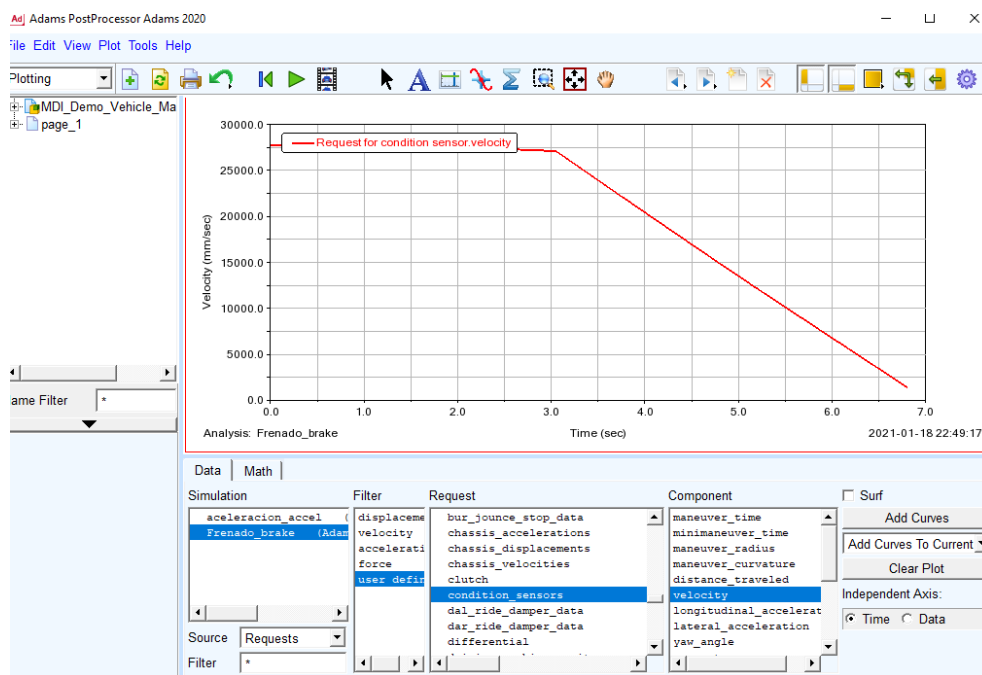 Ad Adams PostProcessor Adams 2020
File Edit View Plot Tools Help
Plotting
MDI_Demo_Vehicle_Ma
page_1
30000.0
25000.0
20000.0
15000.0
10000.0
5000.0
0.0
Velocity (mm/sec)
Request for condition sensor.velocity
0.0 1.0 2.0 3.0 4.0 5.0 6.0 7.0
Analysis: Frenado_brake Time (sec) 2021-01-18 22:49:17
ame Filter *
Data Math
Simulation Filter Request Component Surf
aceleracion_accel (
Frenado_brake (Adam
displaceme
velocity
accelerati
force
user defin
bur_jounce_stop_data
chassis_accelerations
chassis_displacements
chassis_velocities
clutch
condition_sensors
dal_ride_damper_data
dar_ride_damper_data
differential
maneuver_time
minimaneuver_time
maneuver_radius
maneuver_curvature
distance_traveled
velocity
longitudinal_accelerat
lateral_acceleration
yaw_angle
Add Curves
Add Curves To Current
Clear Plot
Independent Axis:
Time Data
Source Requests
Filter *